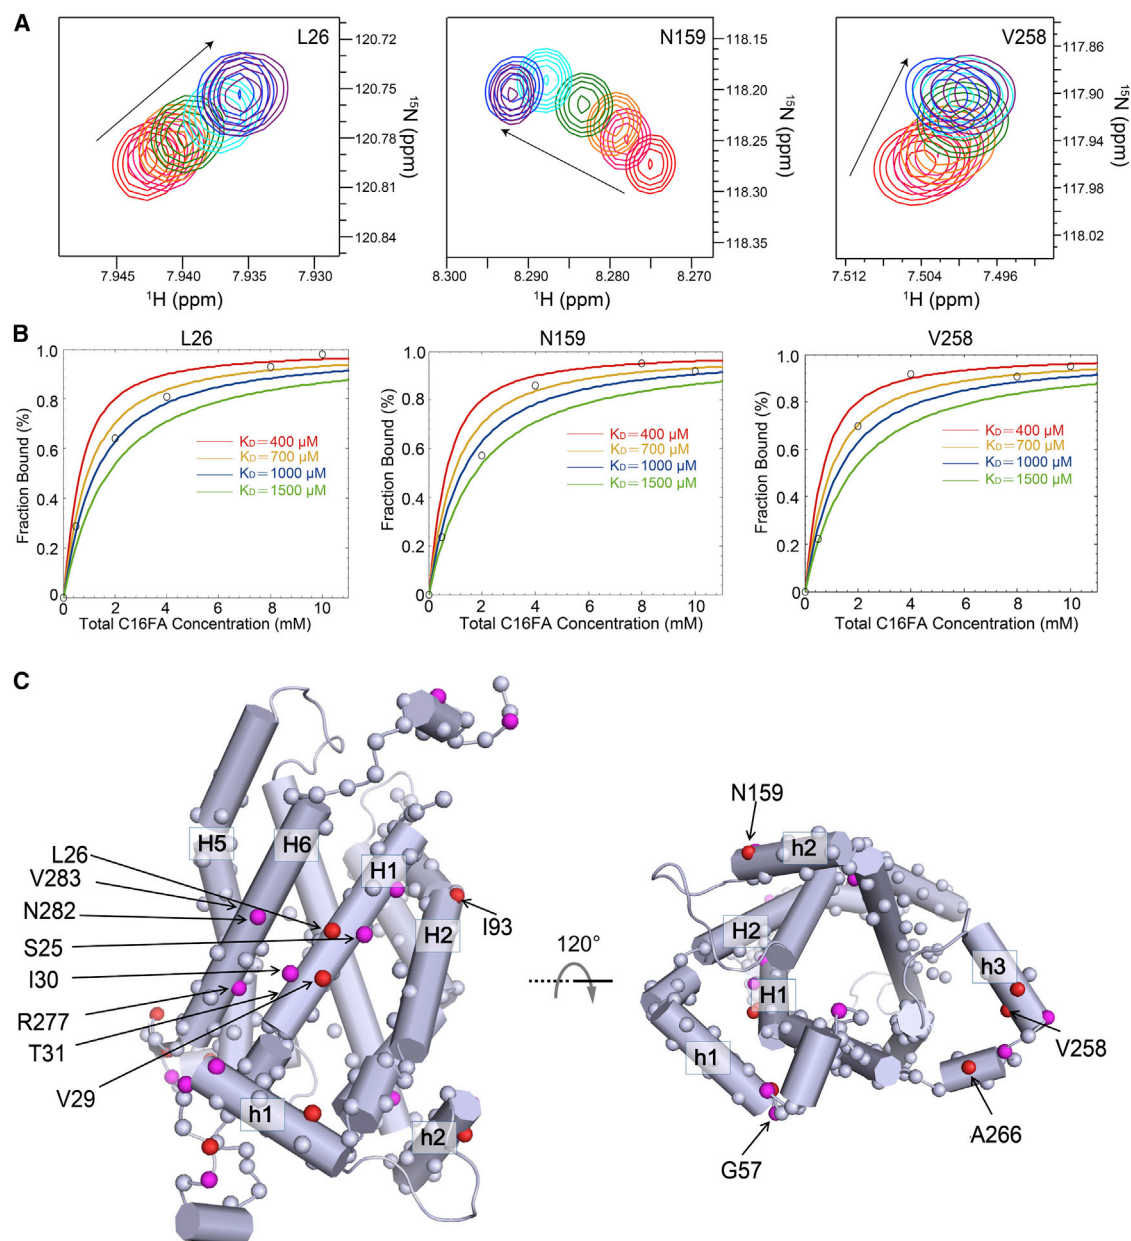 A
L26
120.72
120.75
120.78
120.81
120.84
¹⁵N (ppm)
7.945
7.940
7.935
7.930
¹H (ppm)
N159
118.15
118.20
118.25
118.30
118.35
¹⁵N (ppm)
8.300
8.290
8.280
8.270
¹H (ppm)
V258
117.86
117.90
117.94
117.98
118.02
¹⁵N (ppm)
7.512
7.504
7.496
¹H (ppm)
B
L26
Fraction Bound (%)
1.0
0.8
0.6
0.4
0.2
0
KD=400 μM
KD=700 μM
KD=1000 μM
KD=1500 μM
0 2 4 6 8 10
Total C16FA Concentration (mM)
N159
Fraction Bound (%)
1.0
0.8
0.6
0.4
0.2
0
KD=400 μM
KD=700 μM
KD=1000 μM
KD=1500 μM
0 2 4 6 8 10
Total C16FA Concentration (mM)
V258
Fraction Bound (%)
1.0
0.8
0.6
0.4
0.2
0
KD=400 μM
KD=700 μM
KD=1000 μM
KD=1500 μM
0 2 4 6 8 10
Total C16FA Concentration (mM)
C
H5
H6
H1
H2
h1
h2
L26
V283
N282
S25
I30
R277
T31
V29
I93
120°
N159
h2
H2
H1
h1
h3
V258
A266
G57